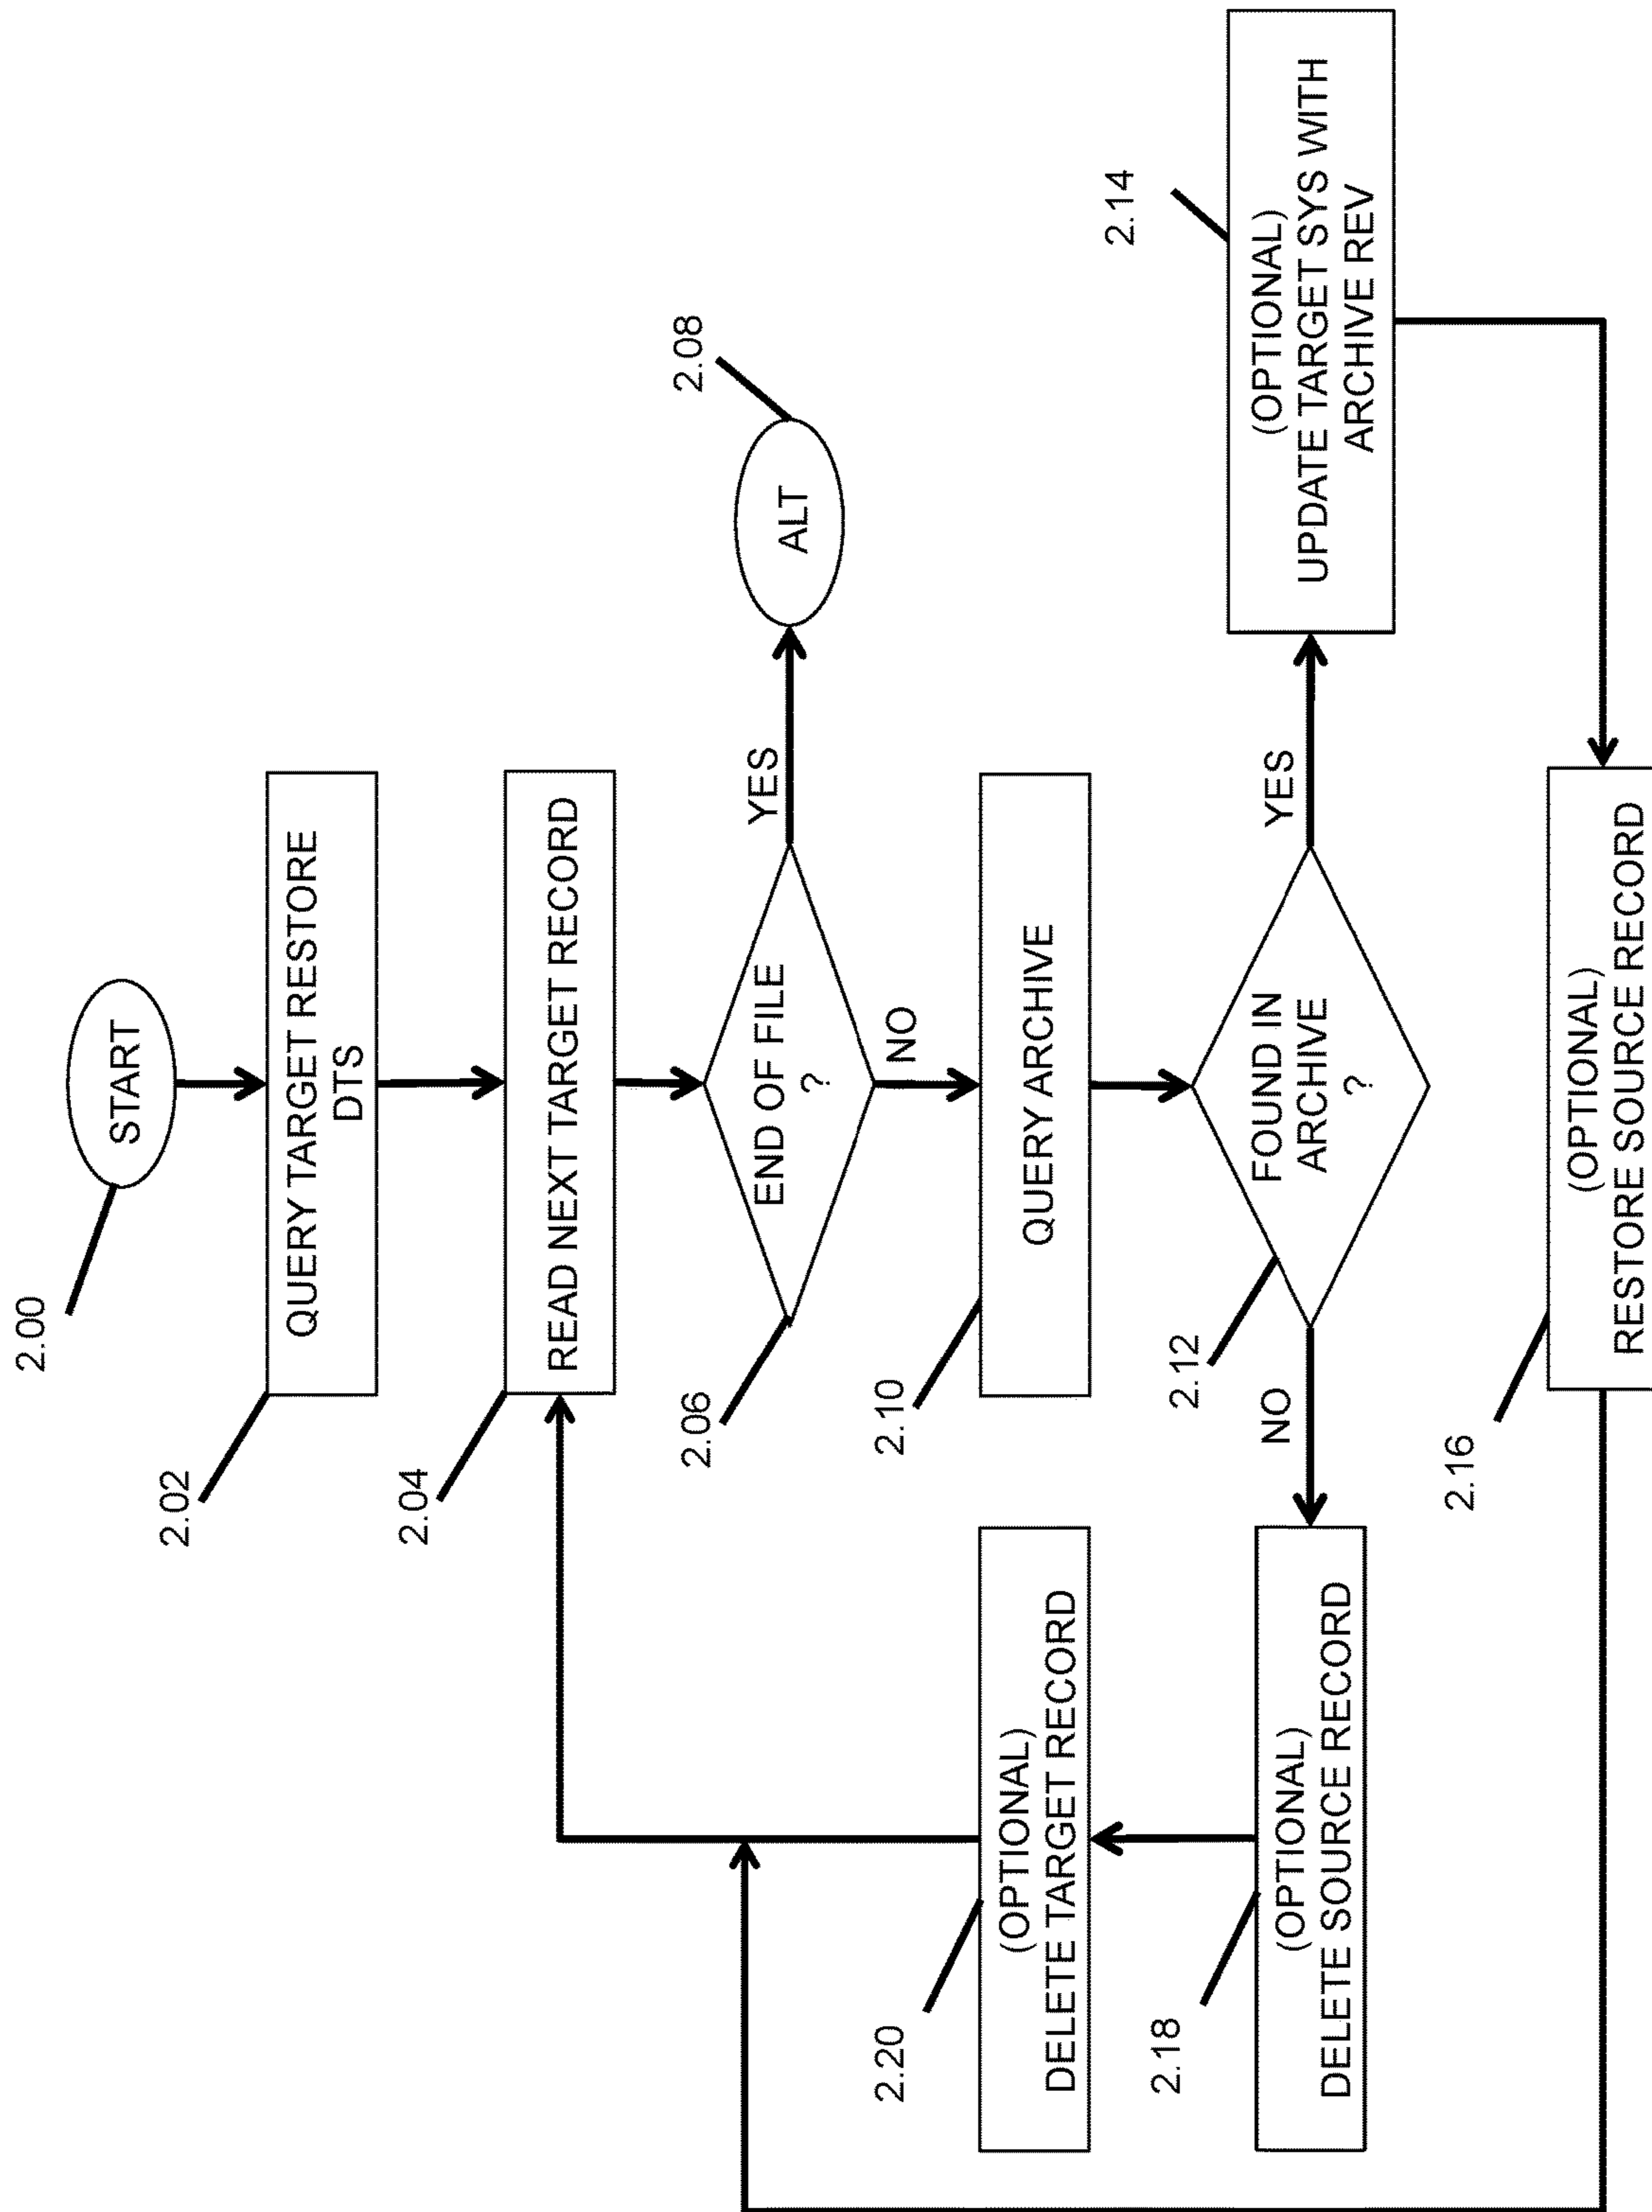 2.00
START
2.02
QUERY TARGET RESTORE
DTS
2.04
READ NEXT TARGET RECORD
2.06
END OF FILE
?
YES
2.08
ALT
NO
2.10
QUERY ARCHIVE
2.12
FOUND IN
ARCHIVE
?
YES
2.14
(OPTIONAL)
UPDATE TARGET SYS WITH
ARCHIVE REV
NO
2.20
(OPTIONAL)
DELETE TARGET RECORD
2.18
(OPTIONAL)
DELETE SOURCE RECORD
2.16
(OPTIONAL)
RESTORE SOURCE RECORD